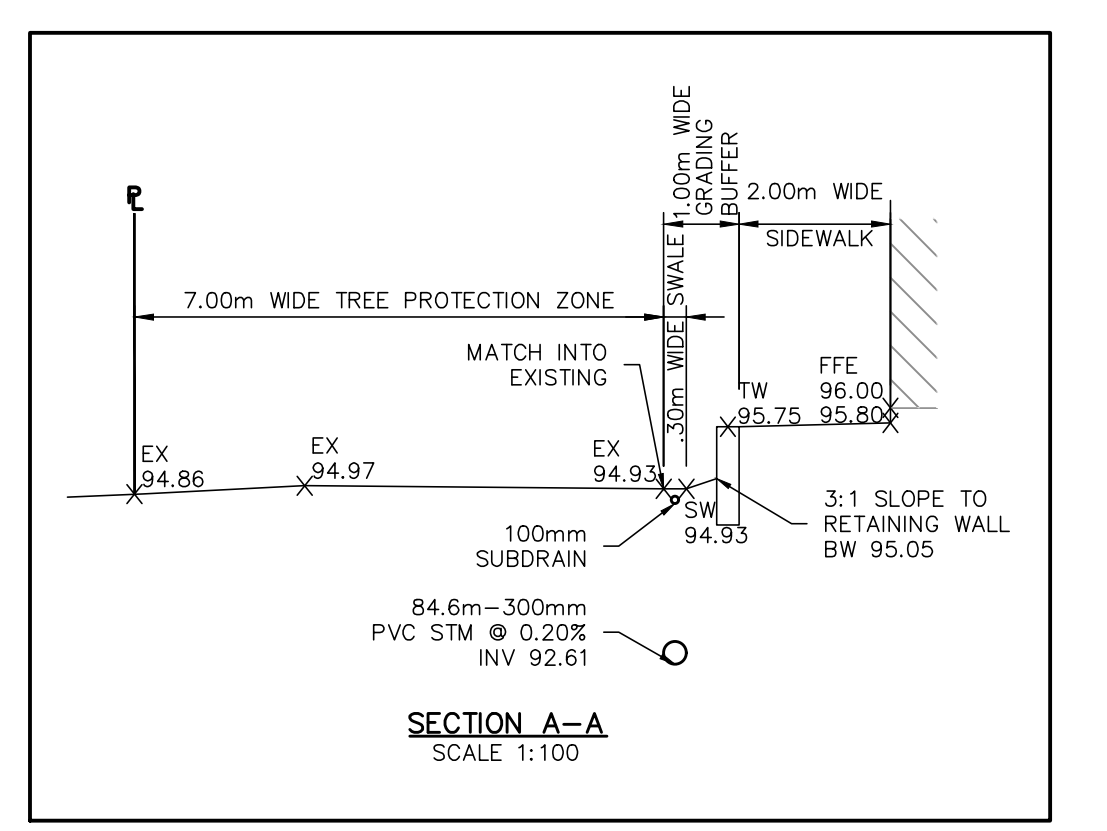 1.00m WIDE
GRADING
BUFFER
2.00m WIDE
SIDEWALK
PL
7.00m WIDE TREE PROTECTION ZONE
.30m WIDE SWALE
MATCH INTO
EXISTING
FFE
96.00
95.80
TW
95.75
EX
94.86
EX
94.97
EX
94.93
SW
94.93
3:1 SLOPE TO
RETAINING WALL
BW 95.05
100mm
SUBDRAIN
84.6m-300mm
PVC STM @ 0.20%
INV 92.61
SECTION A-A
SCALE 1:100